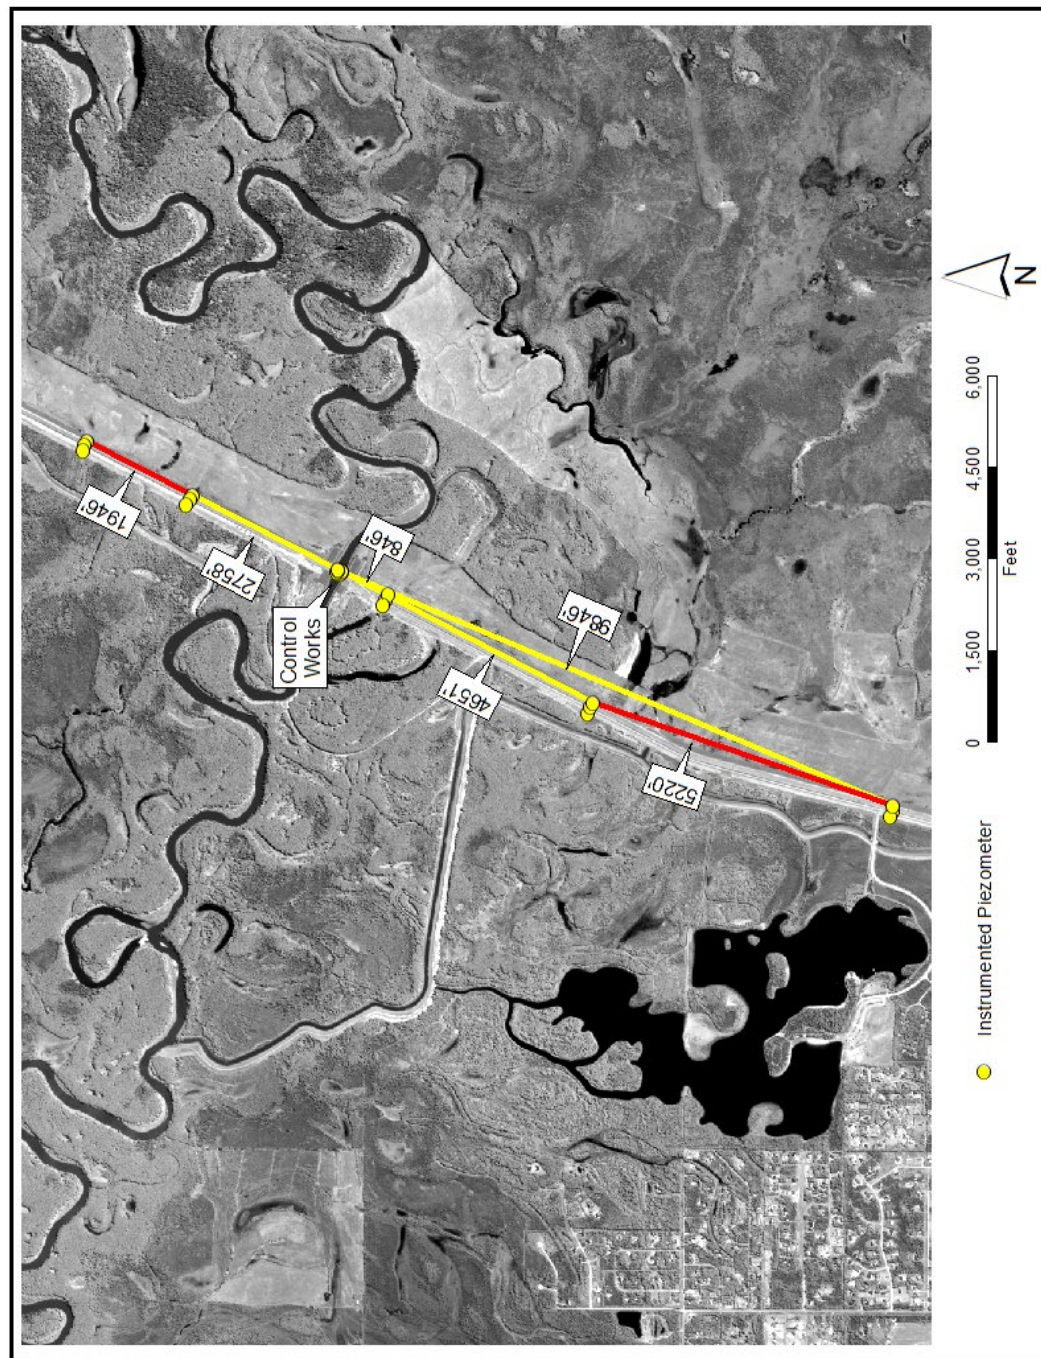 1946'
2758'
Control
Works
846'
4651'
9846'
5220'
N
0
1,500
3,000
4,500
6,000
Feet
Instrumented Piezometer